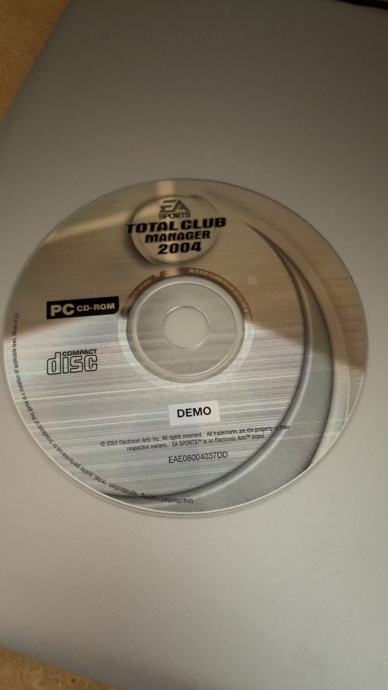 EA
SPORTS
TOTAL CLUB
MANAGER
2004
PC CD-ROM
COMPACT
disc
DEMO
© 2003 Electronic Arts Inc. All rights reserved. All trademarks are the property of their
respective owners. EA SPORTS™ is an Electronic Arts™ brand.
EAE08004037DD